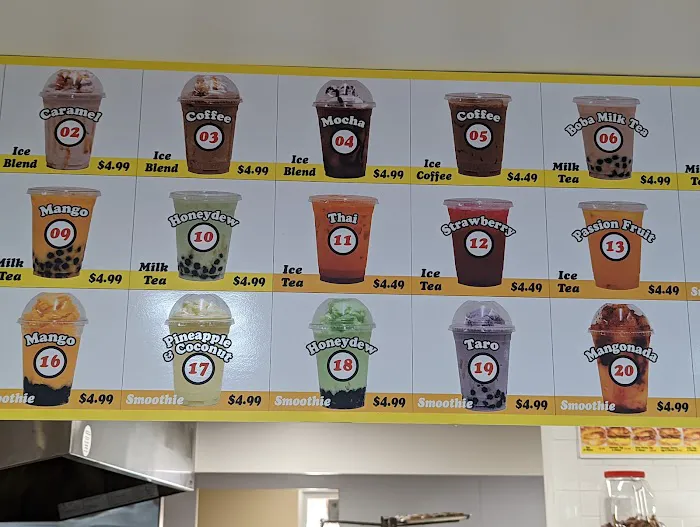 Caramel
02
Ice
Blend $4.99
Coffee
03
Ice
Blend $4.99
Mocha
04
Ice
Blend $4.99
Coffee
05
Ice
Coffee $4.49
Boba Milk Tea
06
Milk
Tea $4.99
Mango
09
Milk
Tea $4.99
Honeydew
10
Milk
Tea $4.99
Thai
11
Ice
Tea $4.49
Strawberry
12
Ice
Tea $4.49
Passion Fruit
13
Ice
Tea $4.49
Mango
16
oothie $4.99
Pineapple
& Coconut
17
Smoothie $4.99
Honeydew
18
Smoothie $4.99
Taro
19
Smoothie $4.99
Mangonada
20
Smoothie $4.99